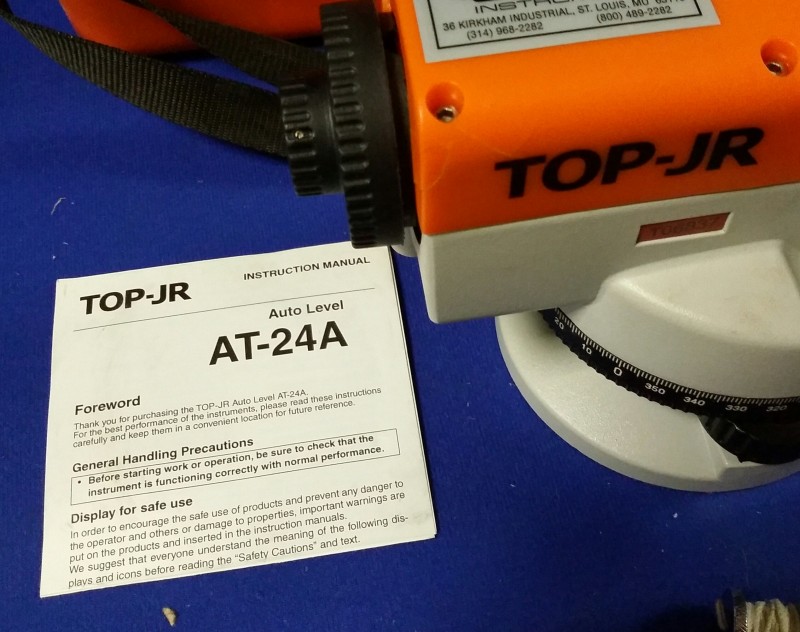 36 KIRKHAM INDUSTRIAL, ST. LOUIS, MO
(314) 968-2282 (800) 489-2282
TOP-JR
20 10 0 350 340 330 320
TOP-JR
INSTRUCTION MANUAL
Auto Level
AT-24A
Foreword
Thank you for purchasing the TOP-JR Auto Level AT-24A.
For the best performance of the instruments, please read these instructions
carefully and keep them in a convenient location for future reference.
General Handling Precautions
• Before starting work or operation, be sure to check that the
instrument is functioning correctly with normal performance.
Display for safe use
In order to encourage the safe use of products and prevent any danger to
the operator and others or damage to properties, important warnings are
put on the products and inserted in the instruction manuals.
We suggest that everyone understand the meaning of the following dis-
plays and icons before reading the "Safety Cautions" and text.